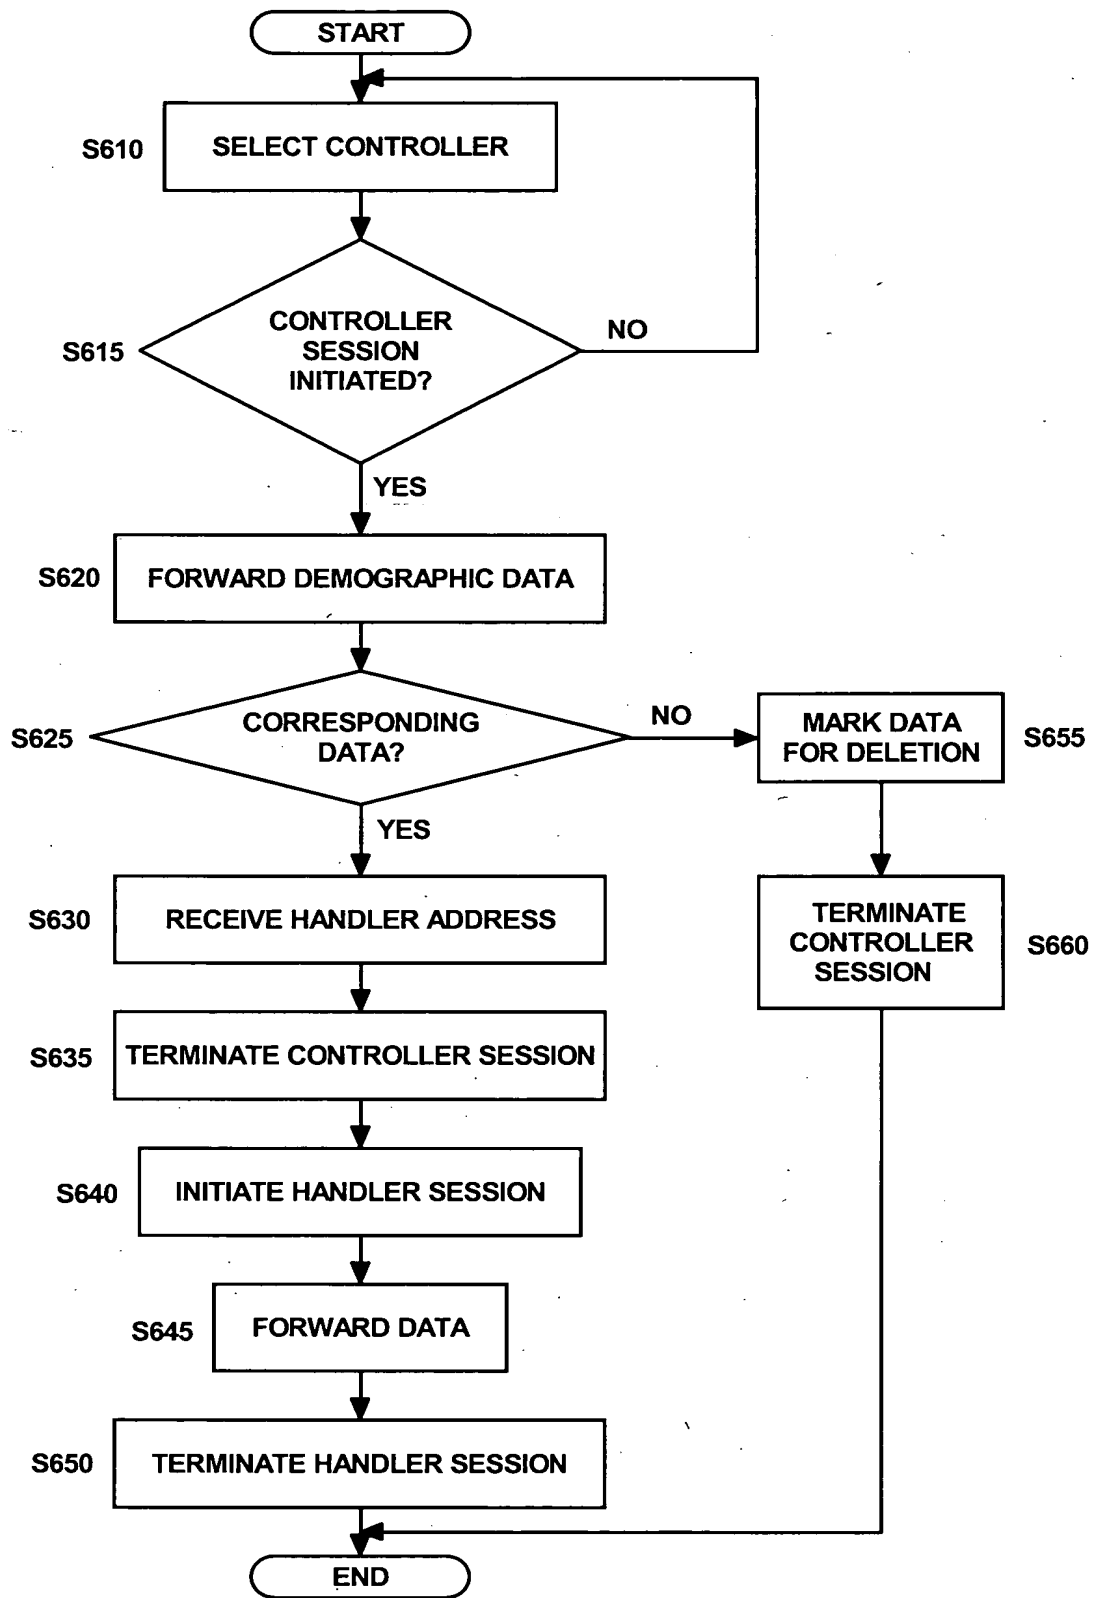 START
S610
SELECT CONTROLLER
S615
CONTROLLER
SESSION
INITIATED?
NO
YES
S620
FORWARD DEMOGRAPHIC DATA
S625
CORRESPONDING
DATA?
NO
MARK DATA
FOR DELETION
S655
YES
S630
RECEIVE HANDLER ADDRESS
TERMINATE
CONTROLLER
SESSION
S660
S635
TERMINATE CONTROLLER SESSION
S640
INITIATE HANDLER SESSION
S645
FORWARD DATA
S650
TERMINATE HANDLER SESSION
END